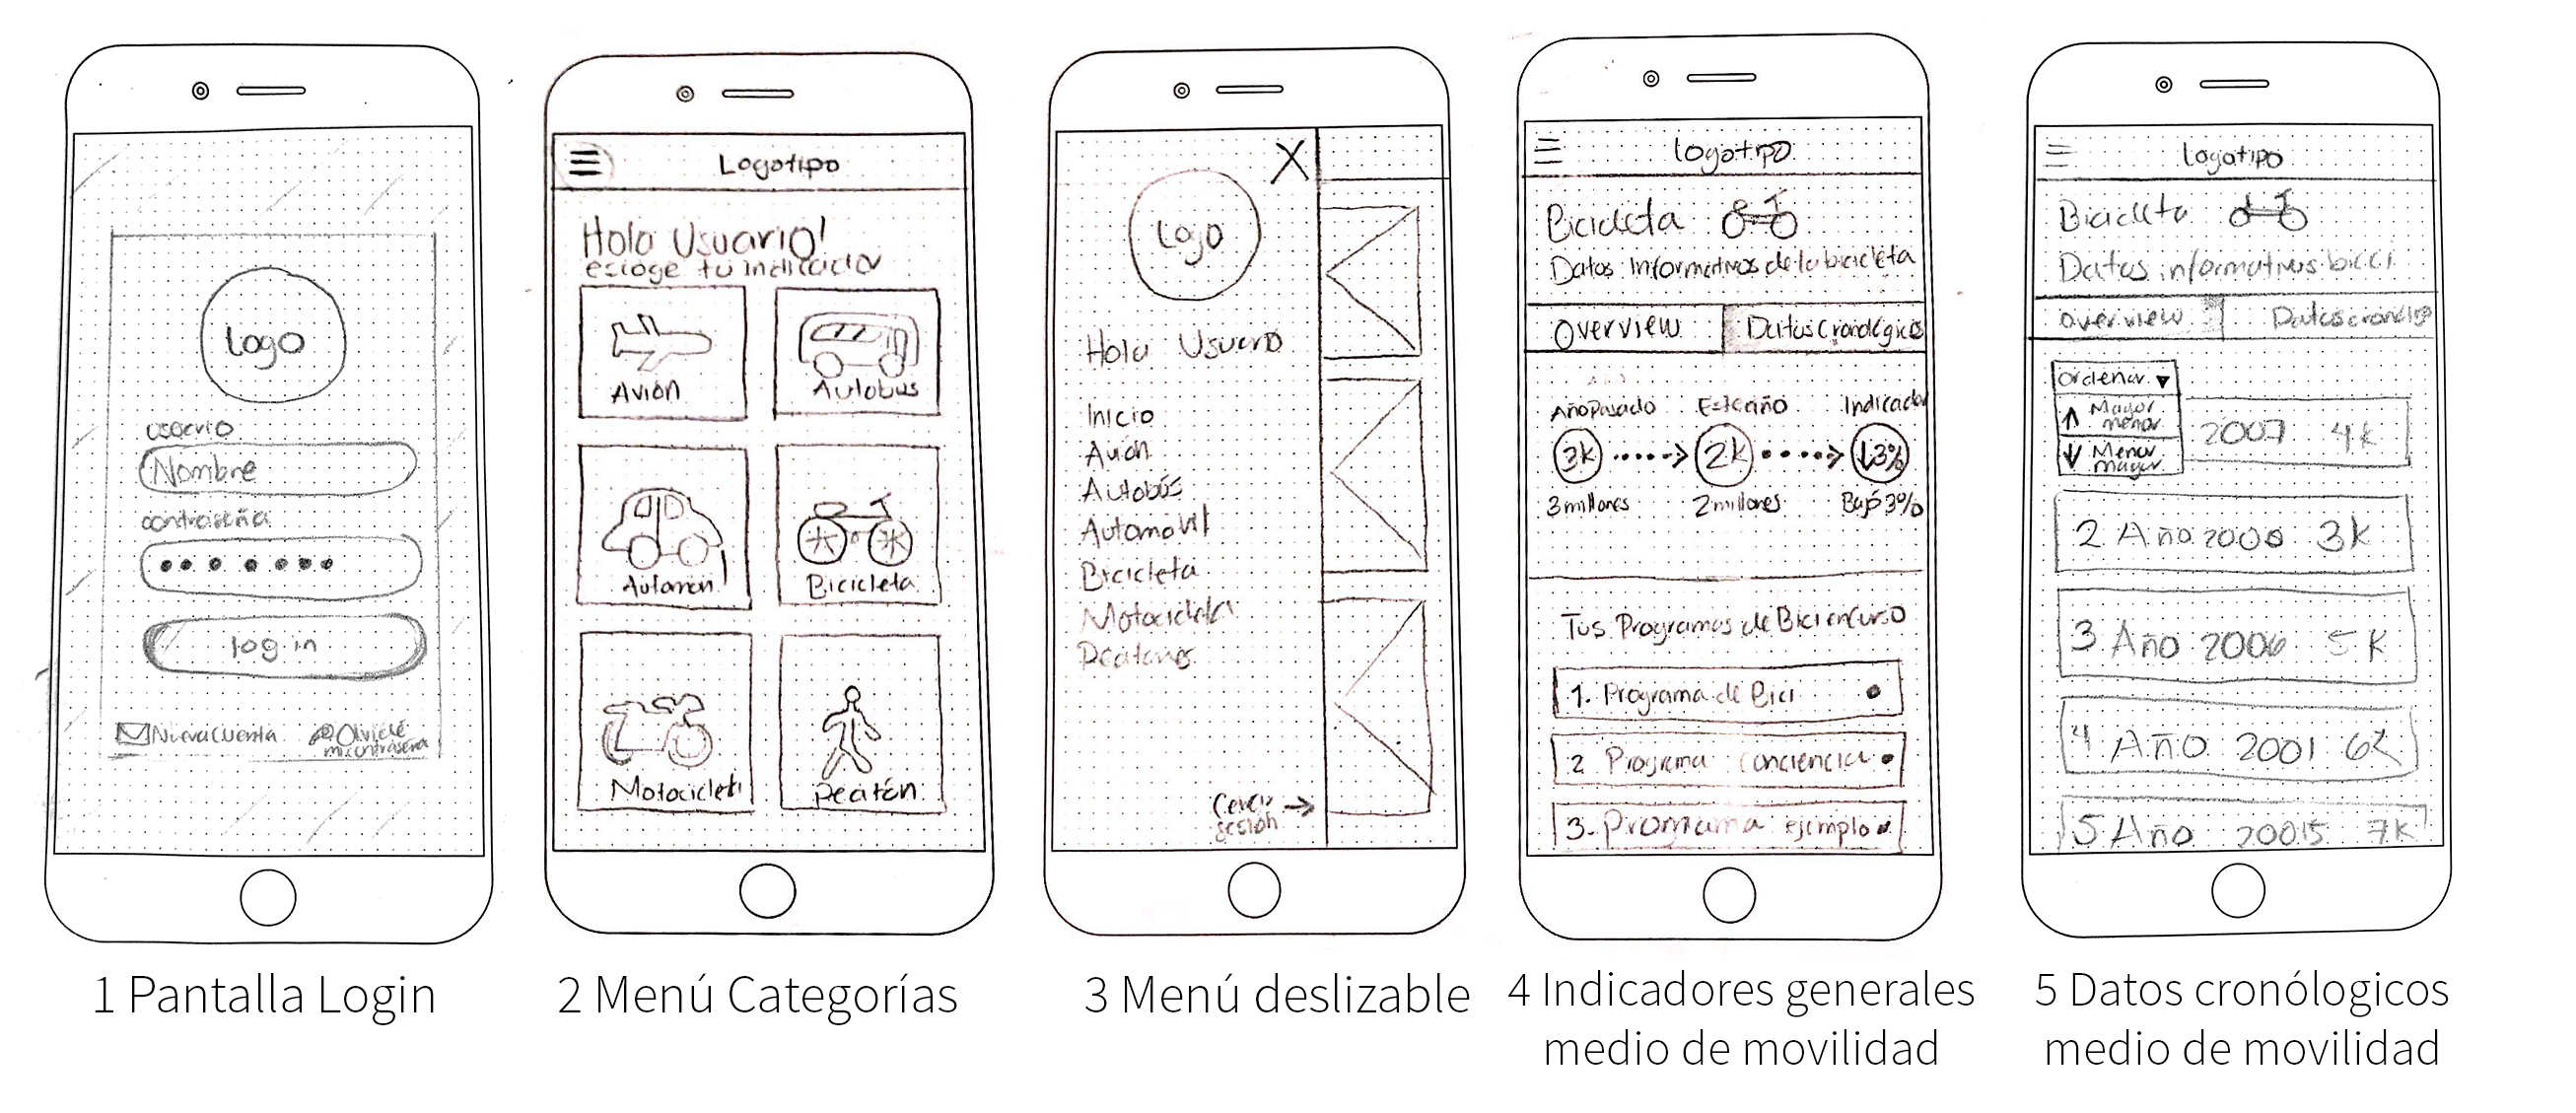 Logo
usuario
Nombre
contraseña
log in
Nueva cuenta
Olvidé
mi contraseña
1 Pantalla Login
Logotipo
Hola Usuario!
escoge tu indicador
Avión
Autobus
Bicicleta
Motocicleta
Peatón
2 Menú Categorías
X
Logo
Hola Usuario
Inicio
Avión
Autobús
Automovil
Bicicleta
Motocicleta
Peatones
Cerrar
sesión
3 Menú deslizable
Logotipo
Bicicleta
Datos Informativos de la bicicleta
Overview
Datos Cronológicos
Año Pasado
Este año
Indicador
3k
2k
↓3%
3 millones
2 millones
Bajó 3%
Tus Programas de Bici en Curso
1. Programa de Bici
2 Programa conciencia
3. Programa ejemplo
4 Indicadores generales
medio de movilidad
Logotipo
Bicicleta
Datos informativos bicci
overview
Datos cronólg
Ordenar
Mayor
menor
Menor
mayor
2007 4k
2 Año 2000 3k
3 Año 2006 5k
4 Año 2001 6k
5 Año 20015 7k
5 Datos cronólogicos
medio de movilidad